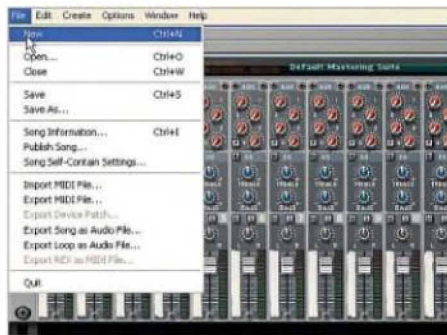 File Edit Create Options Window Help
New Ctrl+N
Open... Ctrl+O
Close Ctrl+W
Save Ctrl+S
Save As...
Song Information... Ctrl+I
Publish Song...
Song Self-Contain Settings...
Import MIDI File...
Export MIDI File...
Export Device Patch...
Export Song as Audio File...
Export Loop as Audio File...
Export REX as MIDI File...
Quit
Default Mastering Suite